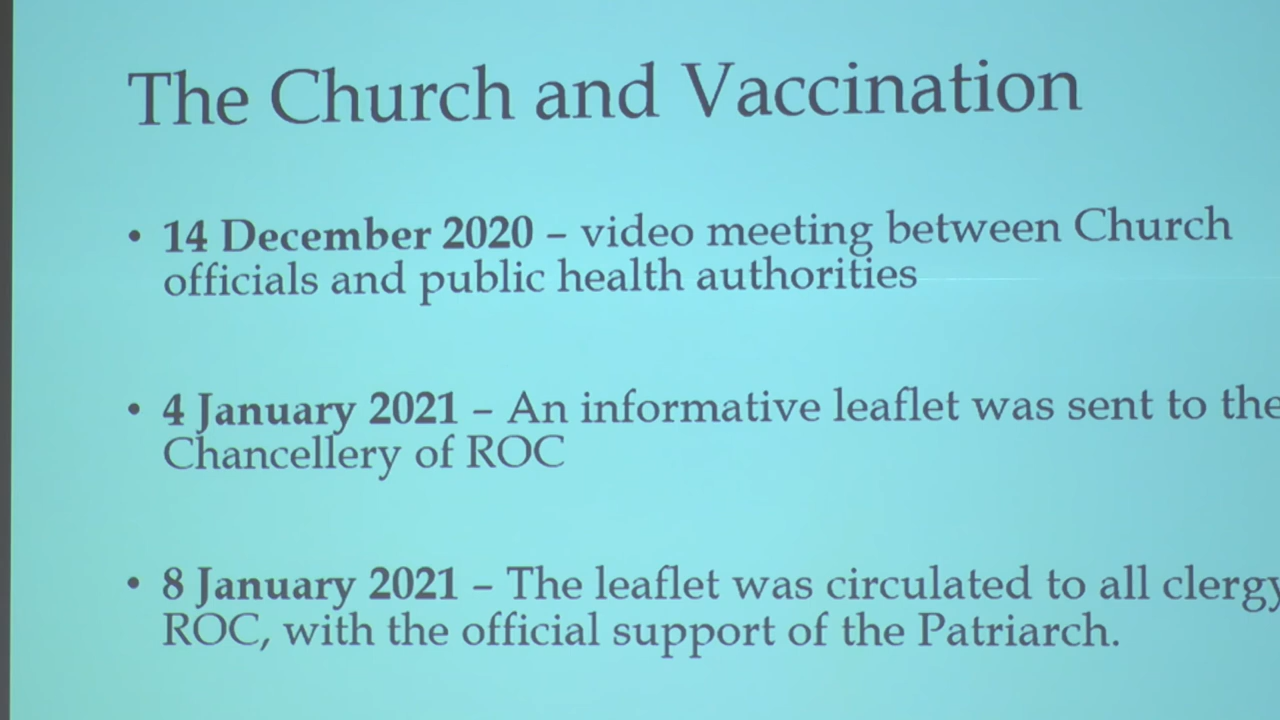 The Church and Vaccination
• 14 December 2020 – video meeting between Church
officials and public health authorities
• 4 January 2021 – An informative leaflet was sent to the
Chancellery of ROC
• 8 January 2021 – The leaflet was circulated to all clergy
ROC, with the official support of the Patriarch.